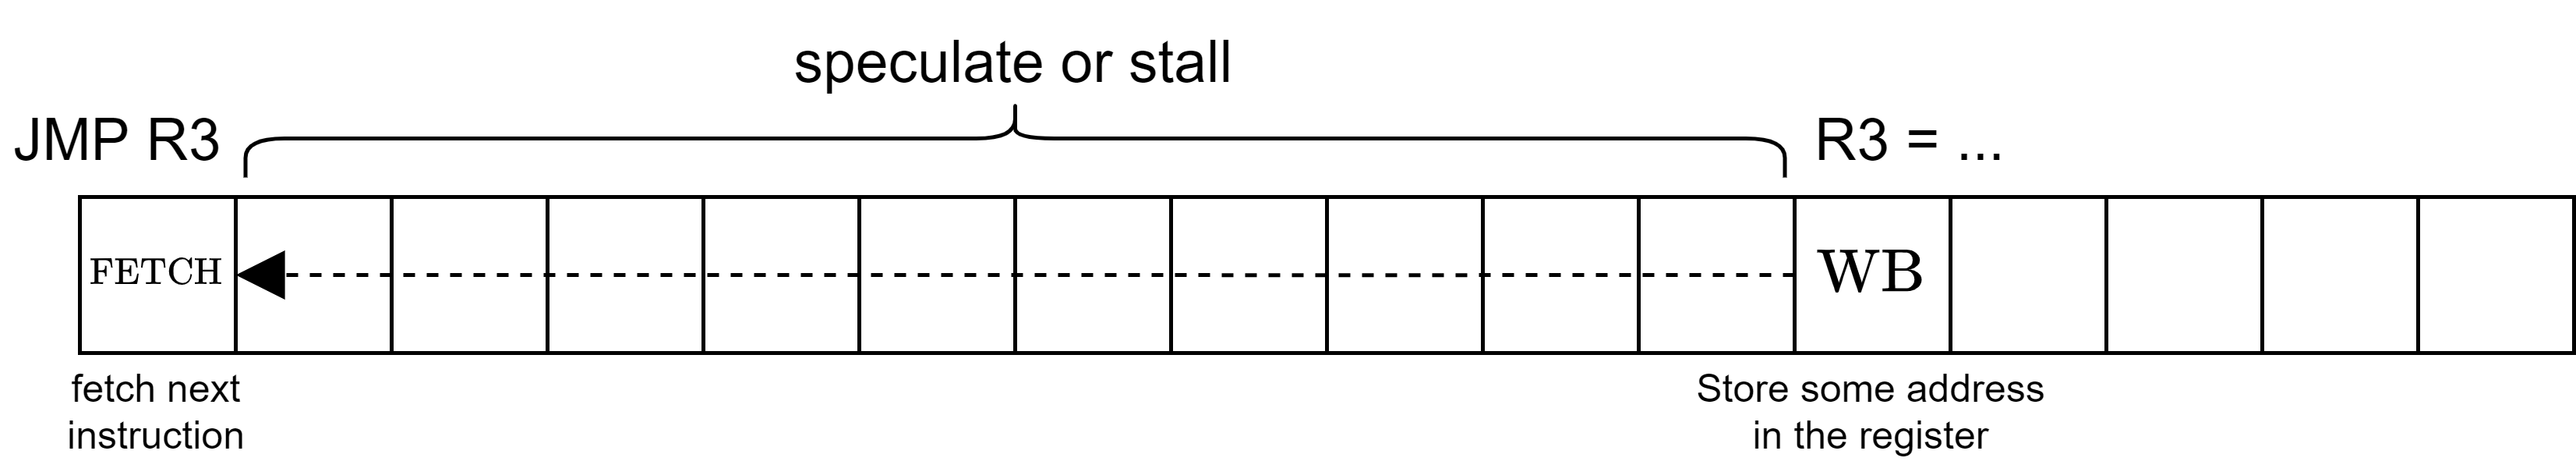 speculate or stall
JMP R3
R3 = ...
FETCH
WB
fetch next
instruction
Store some address
in the register